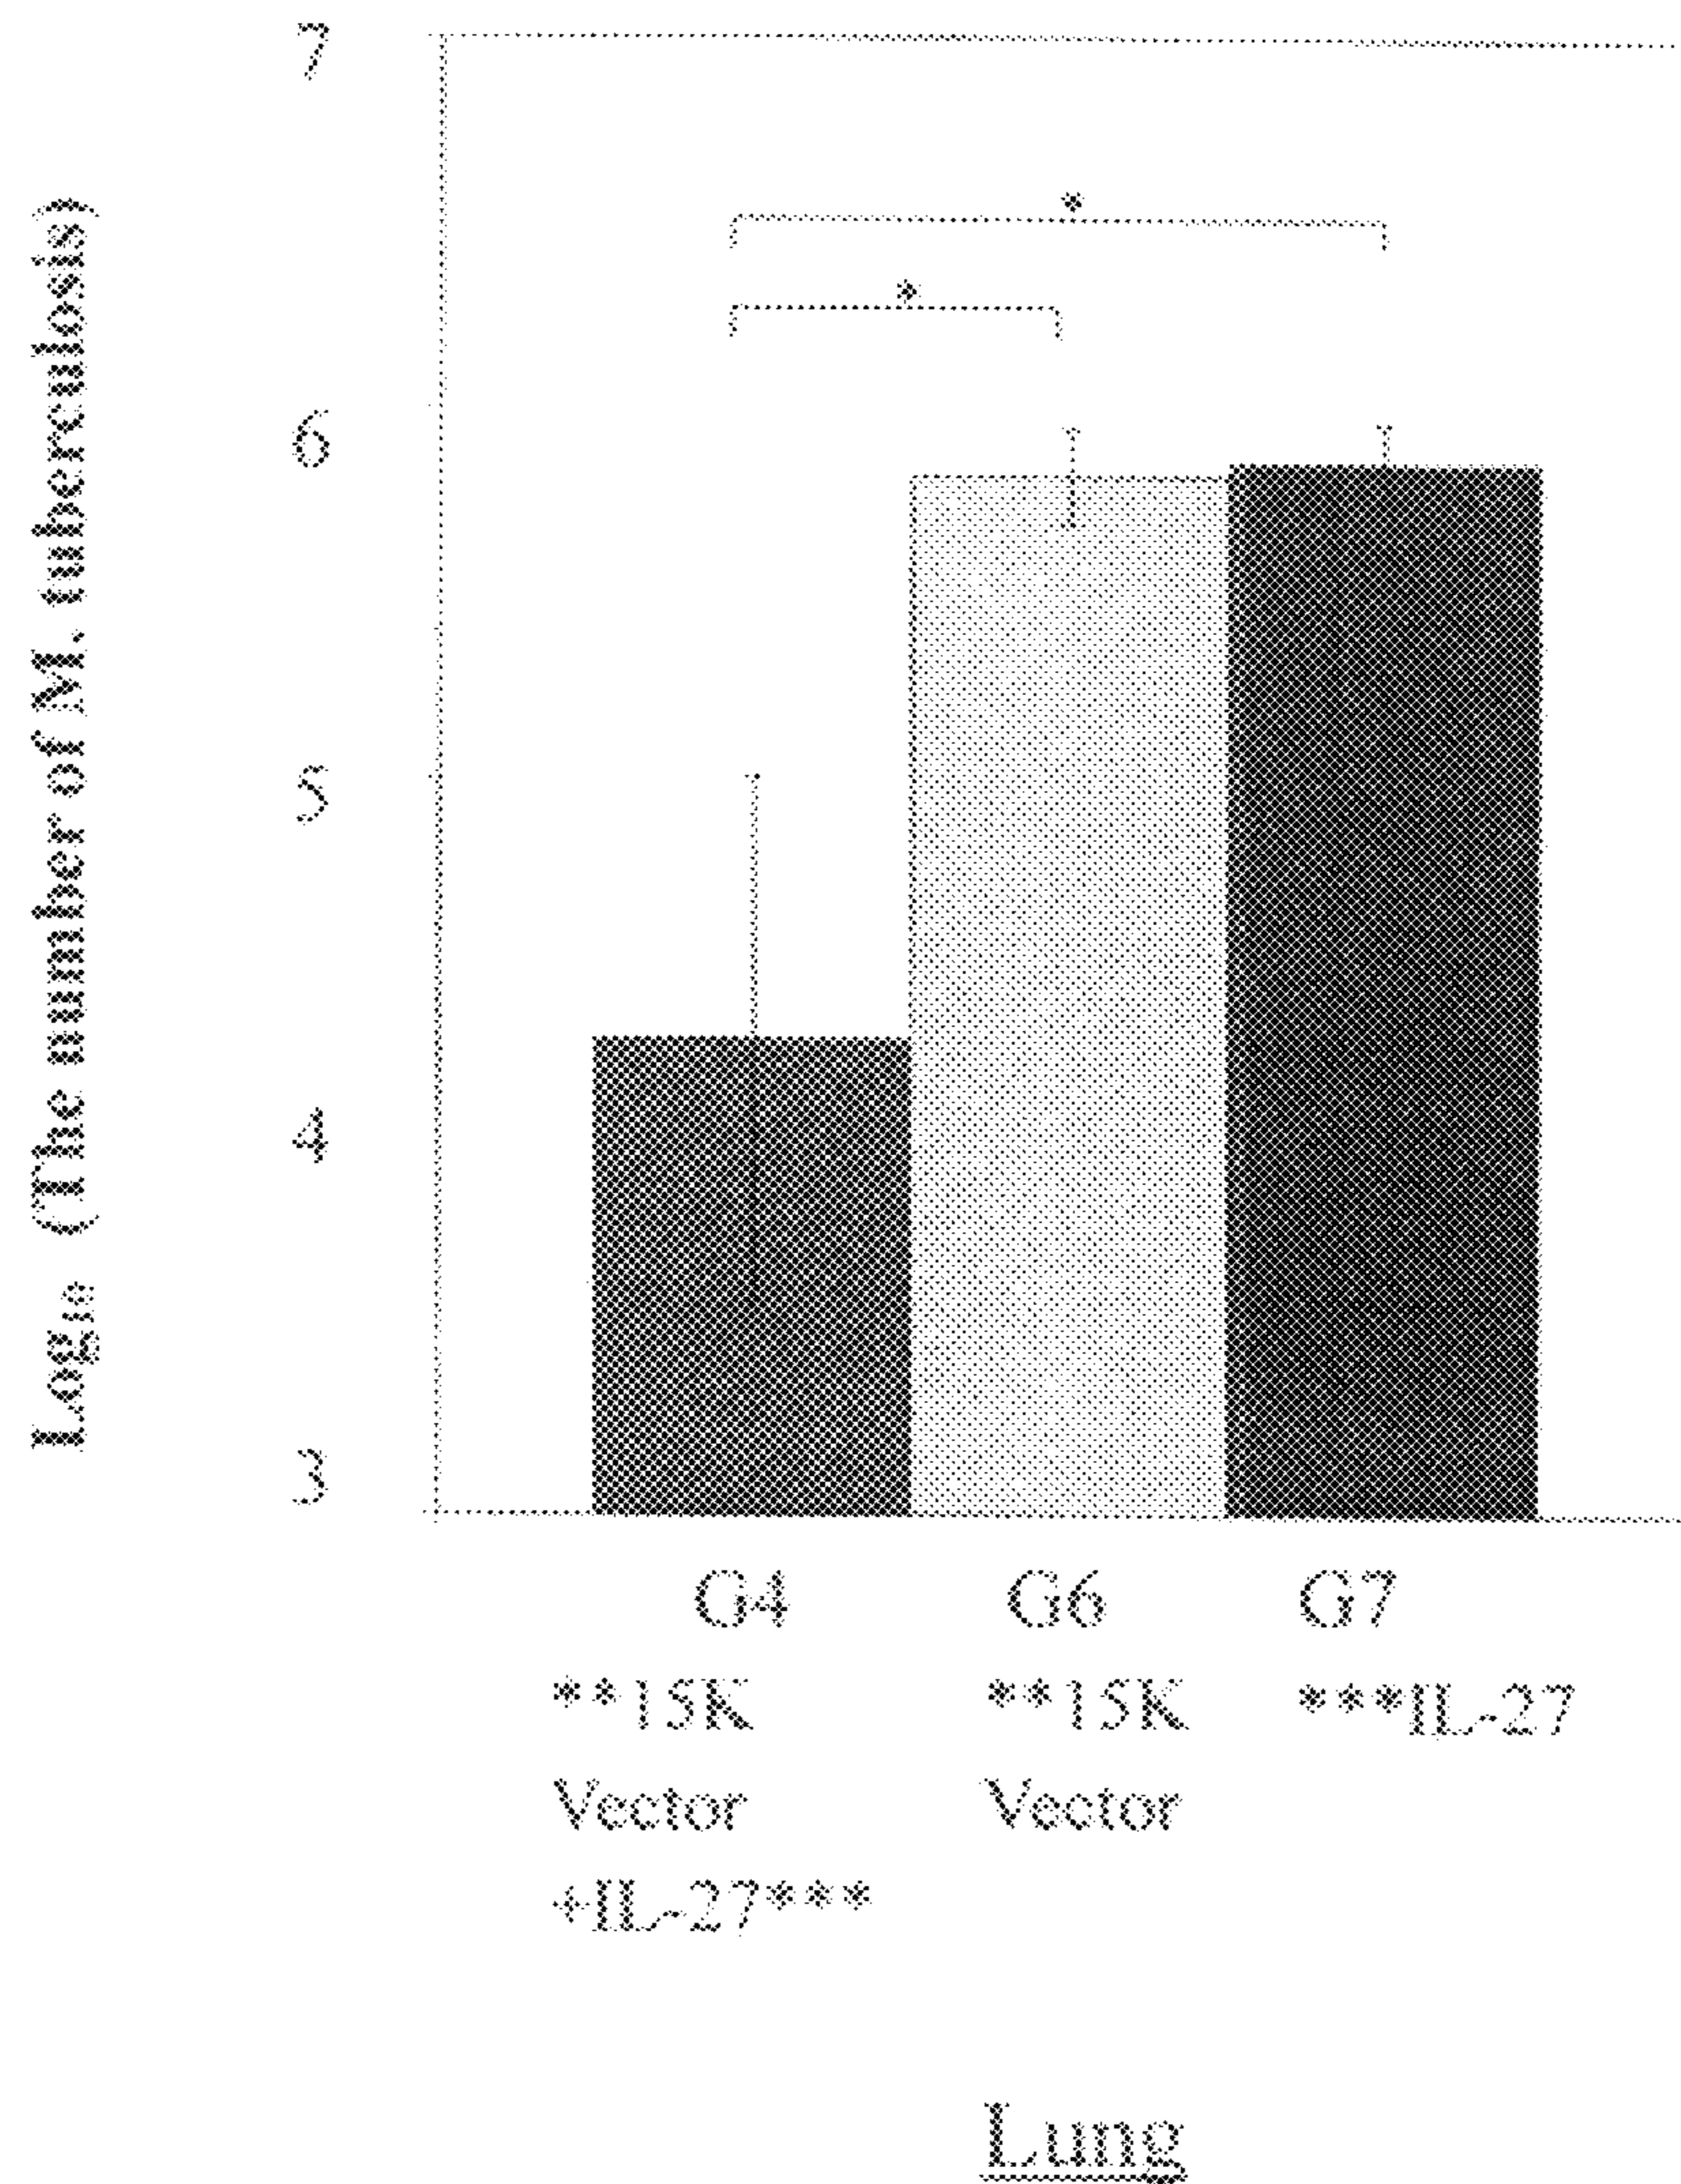 Log10 (The number of M. tuberculosis)
7
6
5
4
3
*
*
G4 G6 G7
**15K **15K ***IL-27
Vector Vector
+IL-27***
Lung